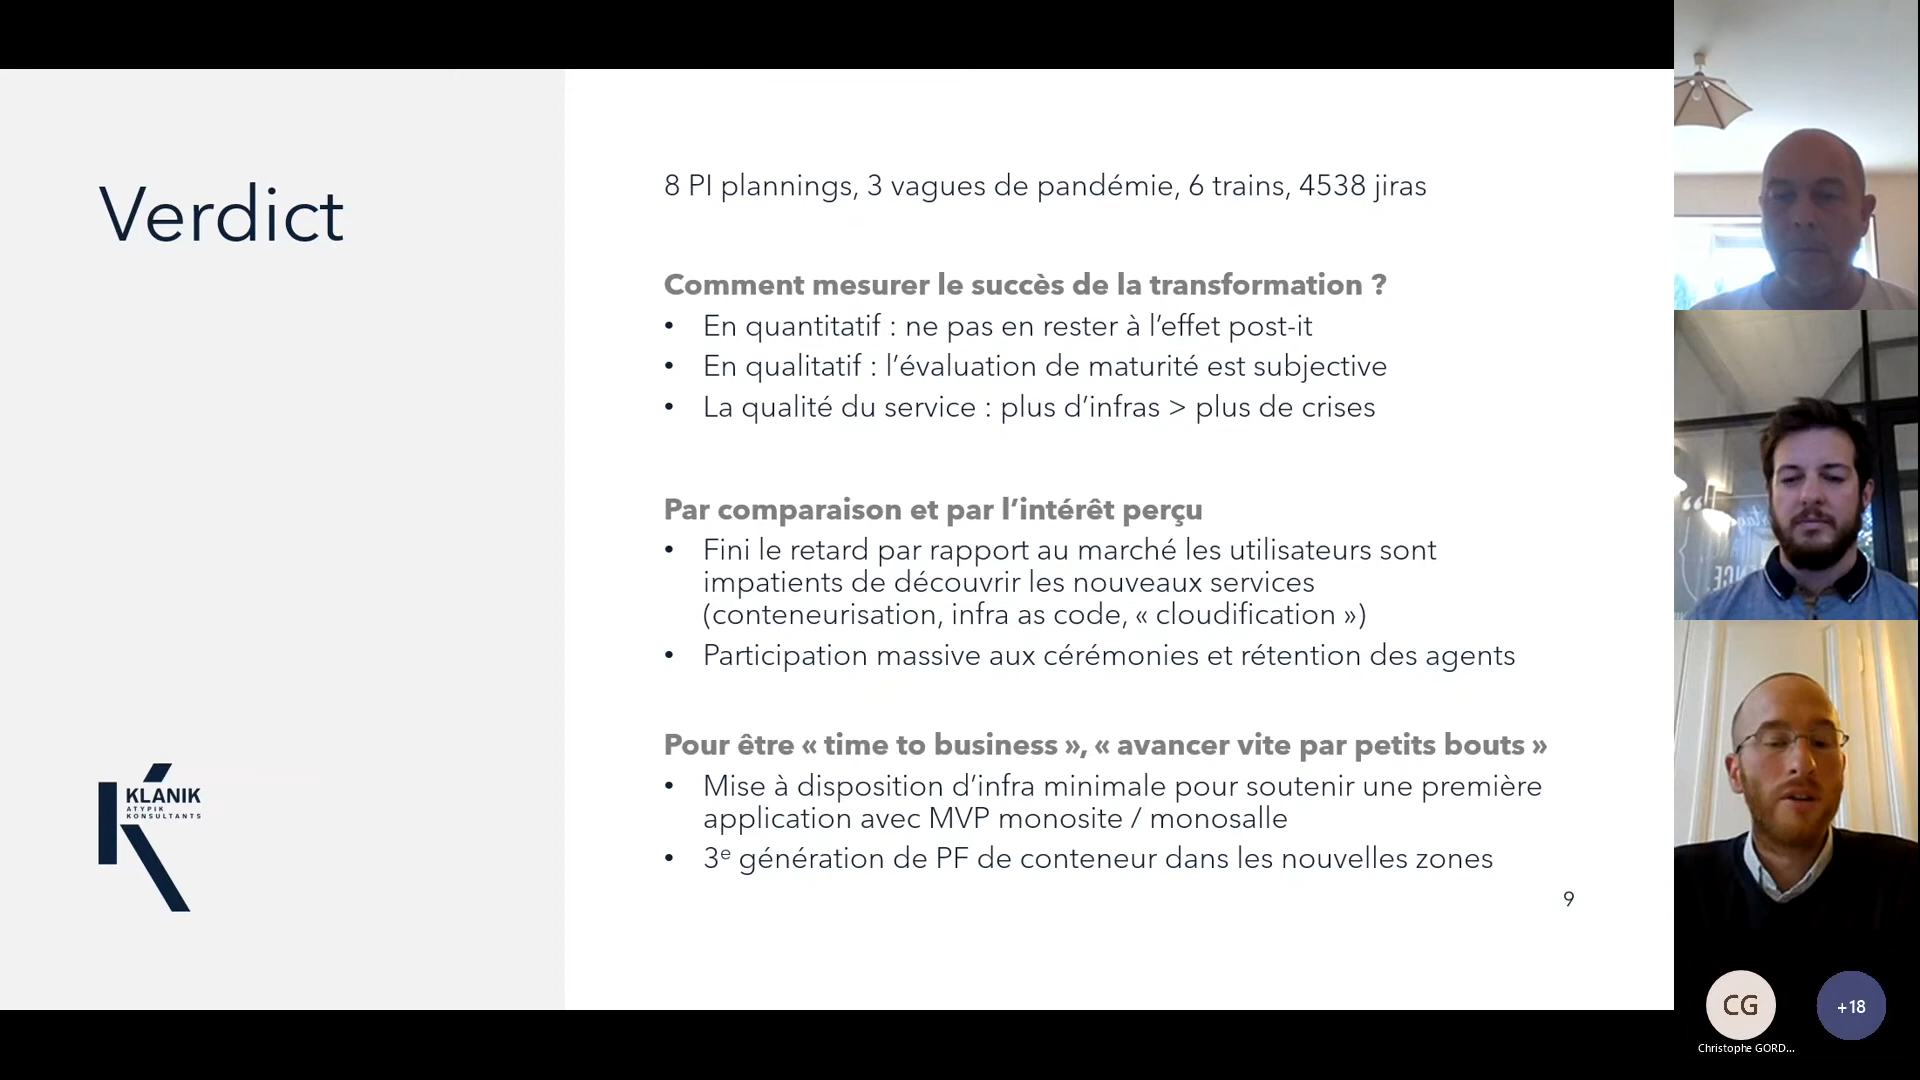 Verdict
8 PI plannings, 3 vagues de pandémie, 6 trains, 4538 jiras
Comment mesurer le succès de la transformation ?
• En quantitatif : ne pas en rester à l’effet post-it
• En qualitatif : l’évaluation de maturité est subjective
• La qualité du service : plus d’infras > plus de crises
Par comparaison et par l’intérêt perçu
• Fini le retard par rapport au marché les utilisateurs sont
impatients de découvrir les nouveaux services
(conteneurisation, infra as code, « cloudification »)
• Participation massive aux cérémonies et rétention des agents
Pour être « time to business », « avancer vite par petits bouts »
• Mise à disposition d’infra minimale pour soutenir une première
application avec MVP monosite / monosalle
• 3e génération de PF de conteneur dans les nouvelles zones
9
KLANIK
ATYPIK
KONSULTANTS
CG
+18
Christophe GORD...